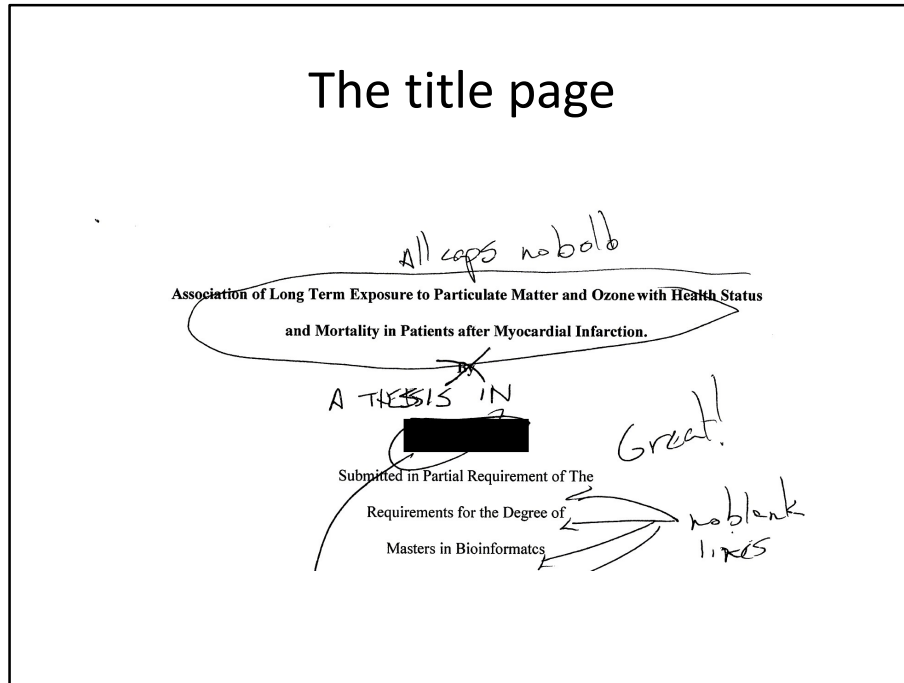 The title page
All caps no bold
Association of Long Term Exposure to Particulate Matter and Ozone with Health Status
and Mortality in Patients after Myocardial Infarction.
By
A THESIS IN
Great!
Submitted in Partial Requirement of The
Requirements for the Degree of
no blank
lines
Masters in Bioinformatcs